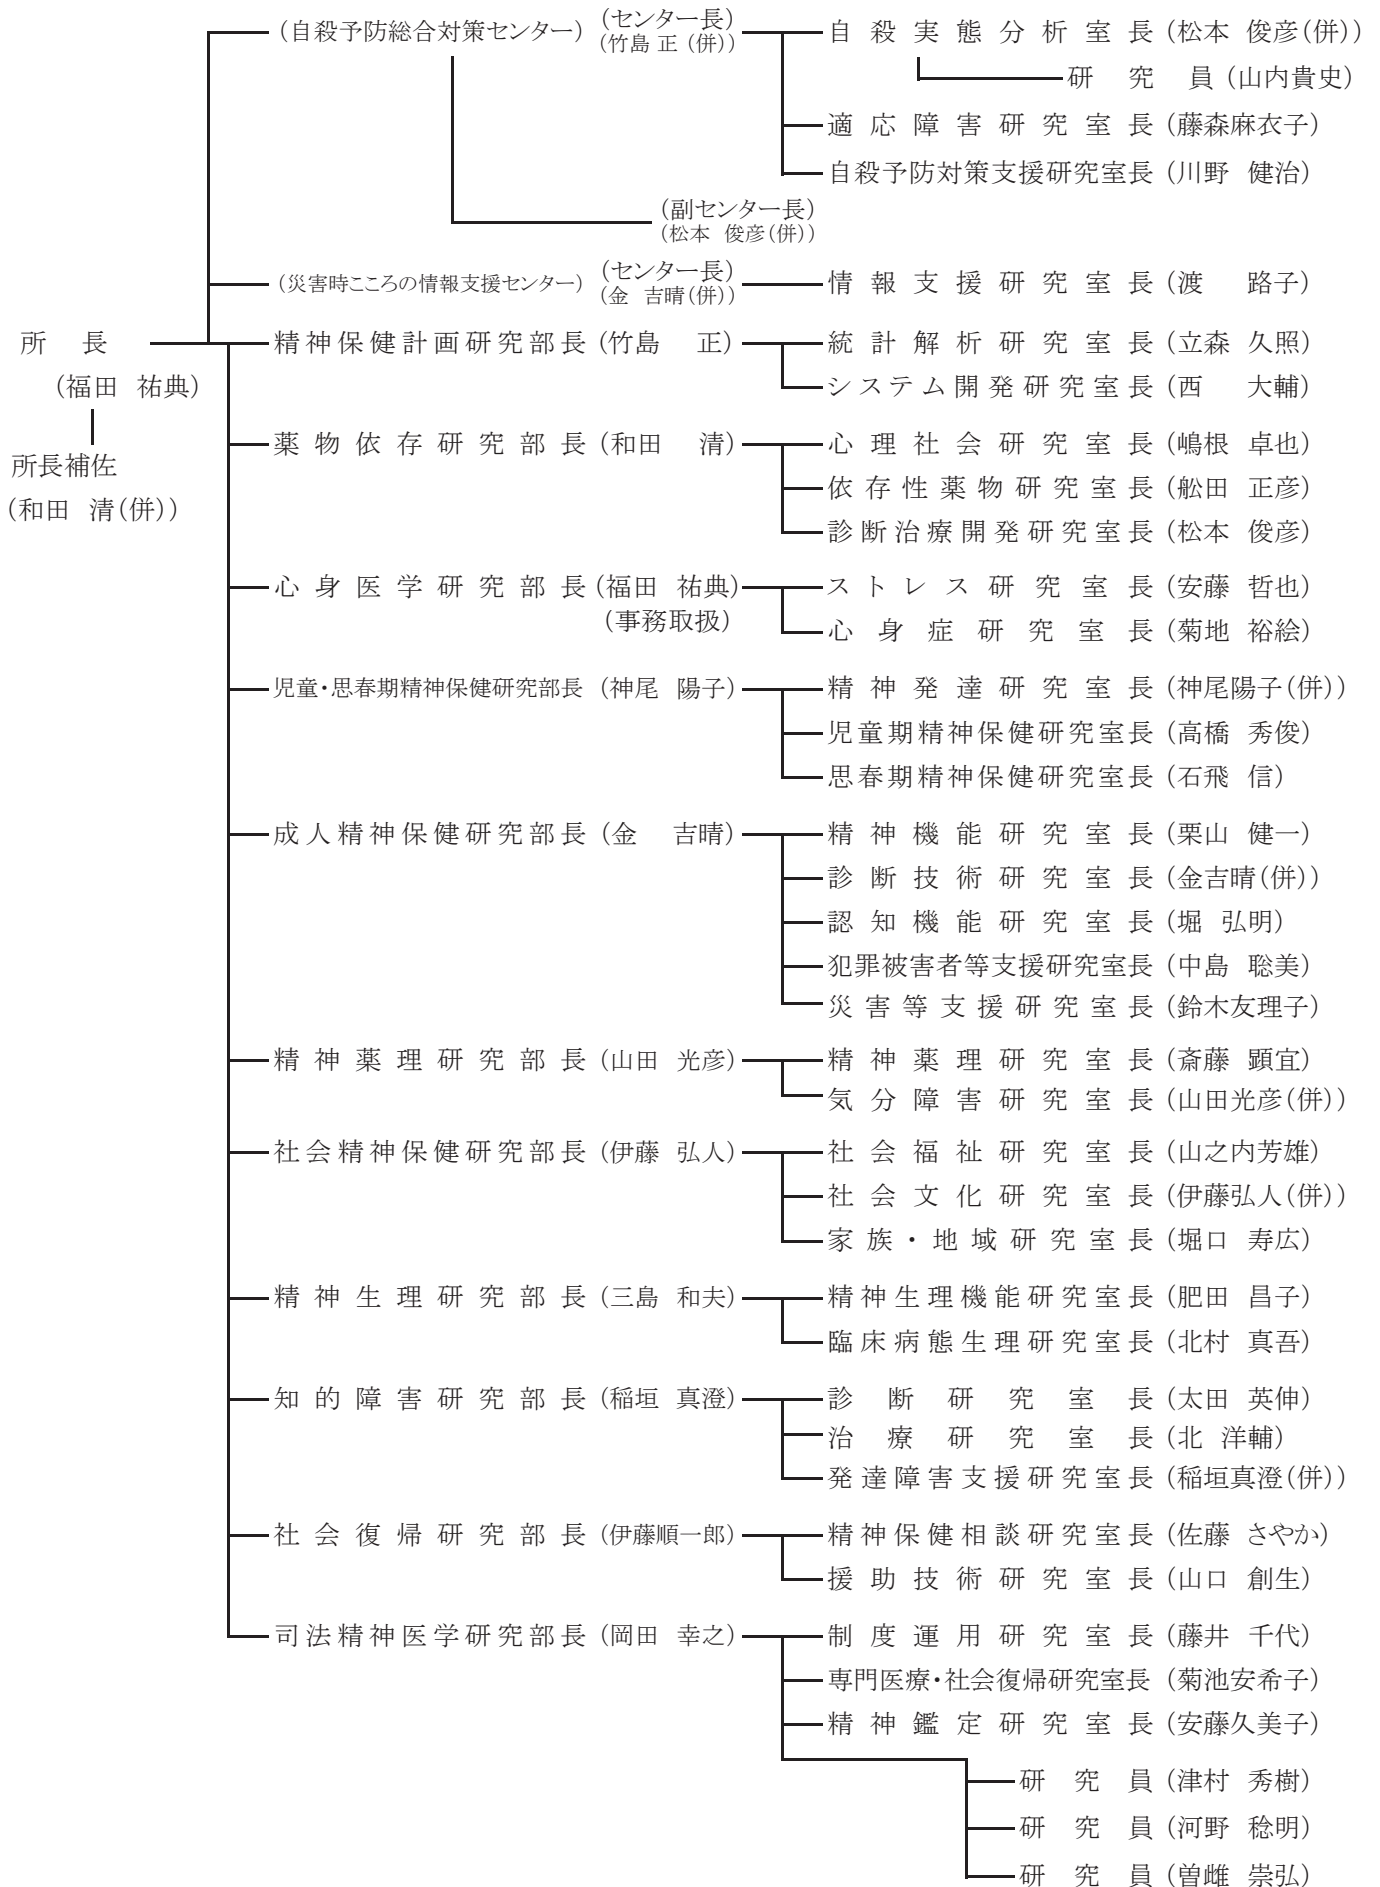 (自殺予防総合対策センター) (センター長) 自殺実態分析室長 (松本 俊彦(併))
(竹島 正 (併))
研究員 (山内貴史)
適応障害研究室長 (藤森麻衣子)
自殺予防対策支援研究室長 (川野 健治)
(副センター長)
(松本 俊彦(併))
(災害時こころの情報支援センター) (センター長) 情報支援研究室長 (渡 路子)
(金 吉晴(併))
所長 精神保健計画研究部長 (竹島 正) 統計解析研究室長 (立森 久照)
(福田 祐典) システム開発研究室長 (西 大輔)
薬物依存研究部長 (和田 清) 心理社会研究室長 (嶋根 卓也)
所長補佐
依存性薬物研究室長 (舩田 正彦)
(和田 清(併))
診断治療開発研究室長 (松本 俊彦)
心身医学研究部長 (福田 祐典) ストレス研究室長 (安藤 哲也)
(事務取扱) 心身症研究室長 (菊地 裕絵)
児童・思春期精神保健研究部長 (神尾 陽子) 精神発達研究室長 (神尾陽子(併))
児童期精神保健研究室長 (高橋 秀俊)
思春期精神保健研究室長 (石飛 信)
成人精神保健研究部長 (金 吉晴) 精神機能研究室長 (栗山 健一)
診断技術研究室長 (金吉晴(併))
認知機能研究室長 (堀 弘明)
犯罪被害者等支援研究室長 (中島 聡美)
災害等支援研究室長 (鈴木友理子)
精神薬理研究部長 (山田 光彦) 精神薬理研究室長 (斎藤 顕宜)
気分障害研究室長 (山田光彦(併))
社会精神保健研究部長 (伊藤 弘人) 社会福祉研究室長 (山之内芳雄)
社会文化研究室長 (伊藤弘人(併))
家族・地域研究室長 (堀口 寿広)
精神生理研究部長 (三島 和夫) 精神生理機能研究室長 (肥田 昌子)
臨床病態生理研究室長 (北村 真吾)
知的障害研究部長 (稲垣 真澄) 診断研究室長 (太田 英伸)
治療研究室長 (北 洋輔)
発達障害支援研究室長 (稲垣真澄(併))
社会復帰研究部長 (伊藤順一郎) 精神保健相談研究室長 (佐藤 さやか)
援助技術研究室長 (山口 創生)
司法精神医学研究部長 (岡田 幸之) 制度運用研究室長 (藤井 千代)
専門医療・社会復帰研究室長 (菊池安希子)
精神鑑定研究室長 (安藤久美子)
研究員 (津村 秀樹)
研究員 (河野 稔明)
研究員 (曽雌 崇弘)